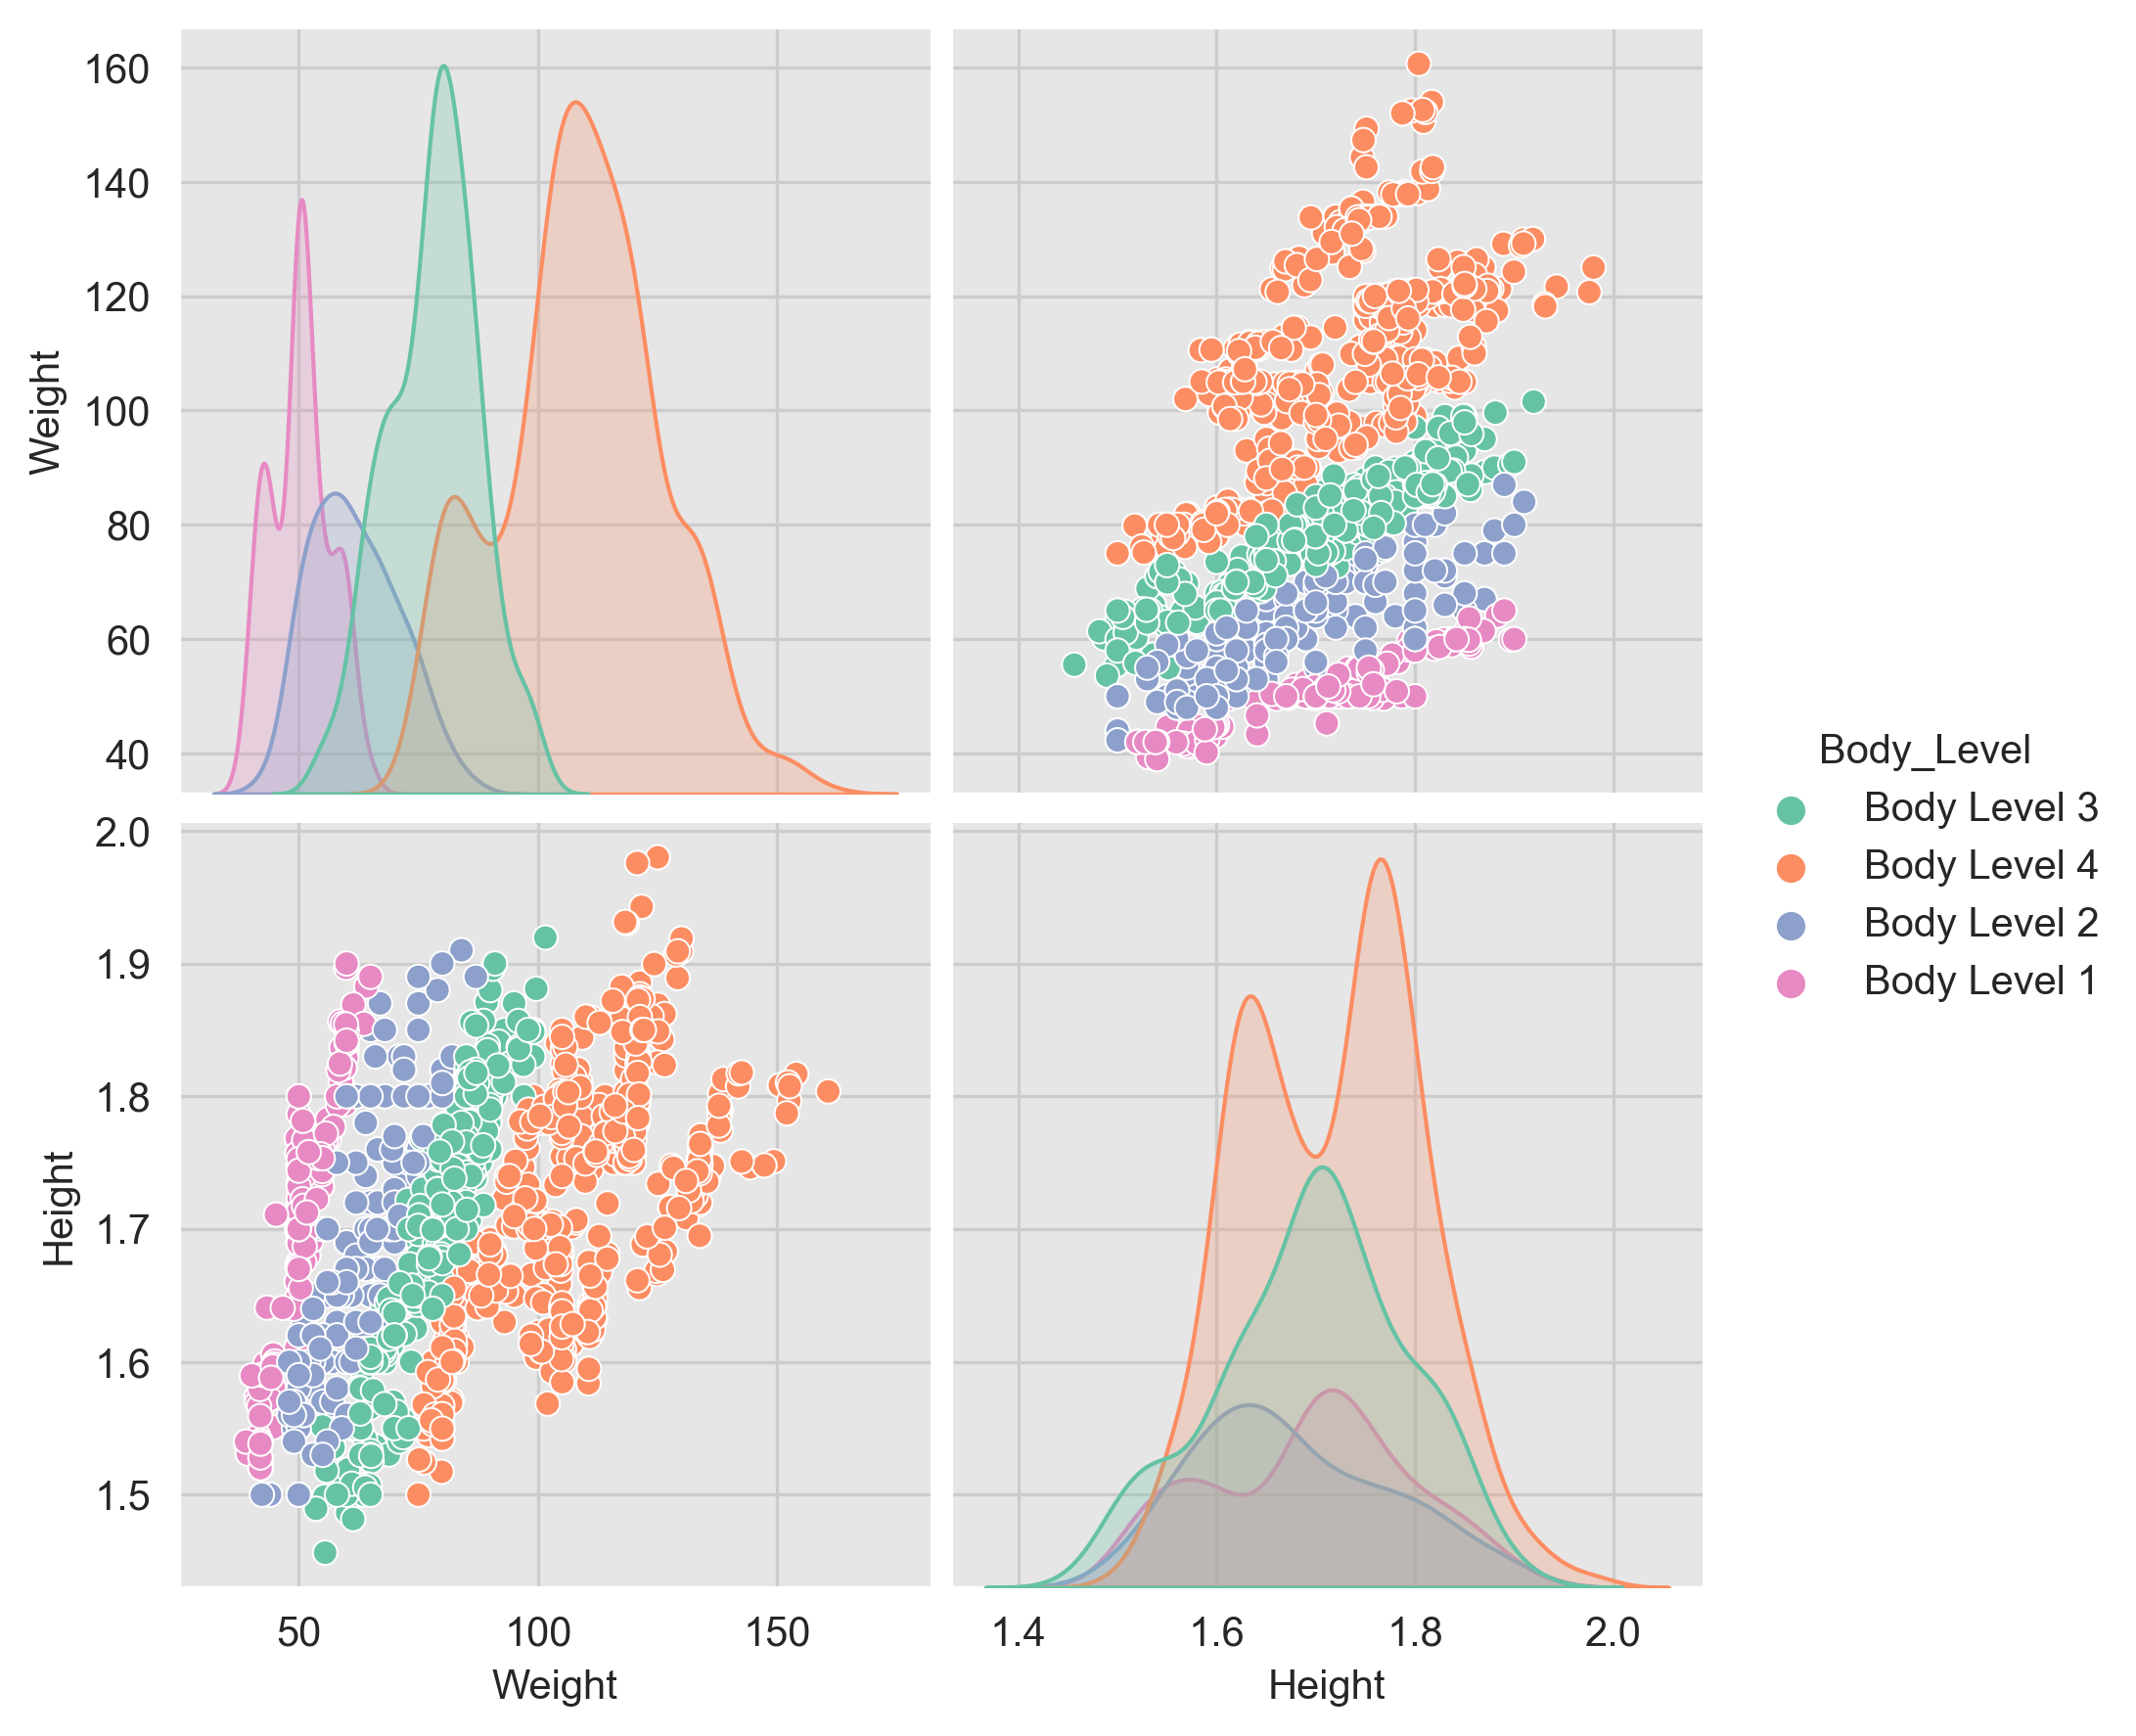 160
140
120
100
80
60
40
Weight
2.0
1.9
1.8
1.7
1.6
1.5
Height
50 100 150
Weight
1.4 1.6 1.8 2.0
Height
Body_Level
Body Level 3
Body Level 4
Body Level 2
Body Level 1